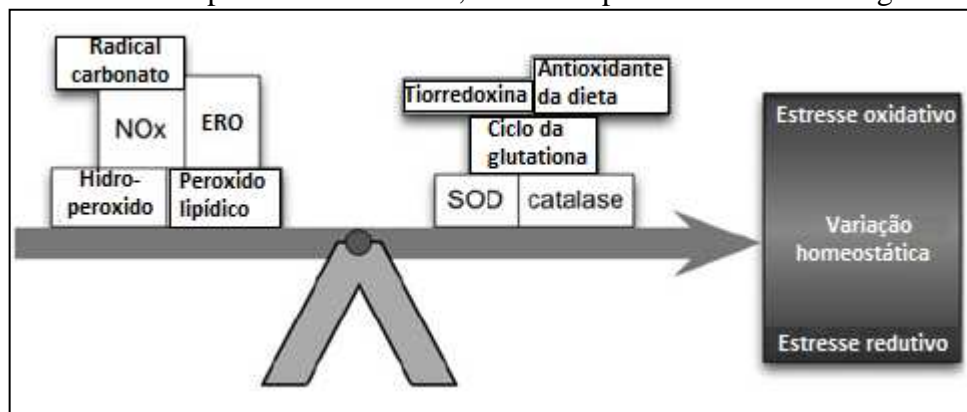 Radical
carbonato
NOx
ERO
Hidro-
peroxido
Peroxido
lipídico
Tiorredoxina
Antioxidante
da dieta
Ciclo da
glutationa
SOD
catalase
Estresse oxidativo
Variação
homeostática
Estresse redutivo